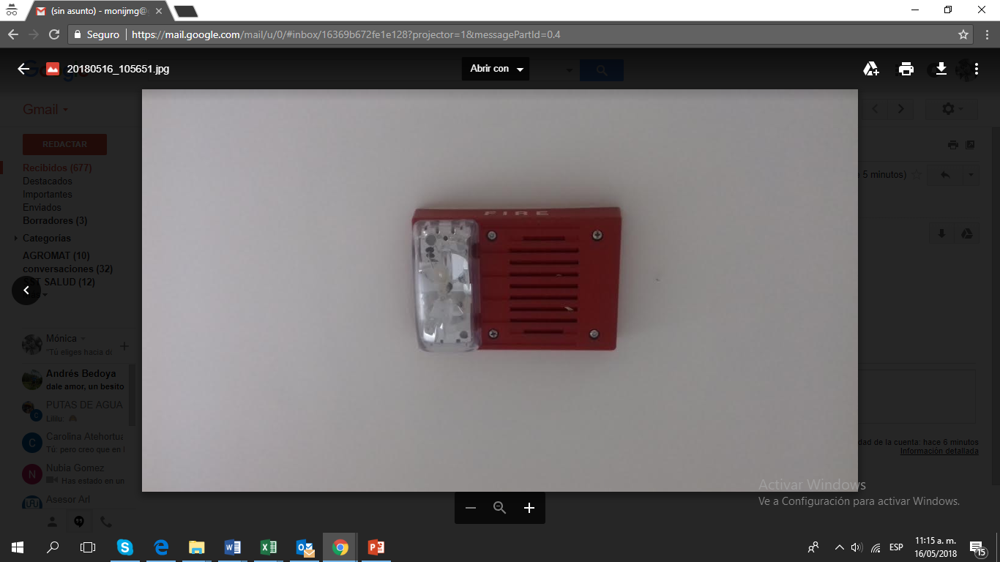 (sin asunto) - monijmg@
Seguro https://mail.google.com/mail/u/0/#inbox/16369b672fe1e128?projector=1&messagePartId=0.4
20180516_105651.jpg
Abrir con
Gmail
REDACTAR
Recibidos (677)
Destacados
Importantes
Enviados
Borradores (3)
Categorías
AGROMAT (10)
conversaciones (32)
SST SALUD (12)
5 minutos)
FIRE
Mónica
"Tú eliges hacia
Andrés Bedoya
dale amor, un besito
PUTAS DE AGUA
Lililu:
C Carolina Atehortua
Tú: pero creo que en
N Nubia Gomez
Has estado en un
Asesor Arl
dad de la cuenta: hace 6 minutos
Información detallada
Activar Windows
Ve a Configuración para activar Windows.
ESP
11:15 a. m.
16/05/2018
15